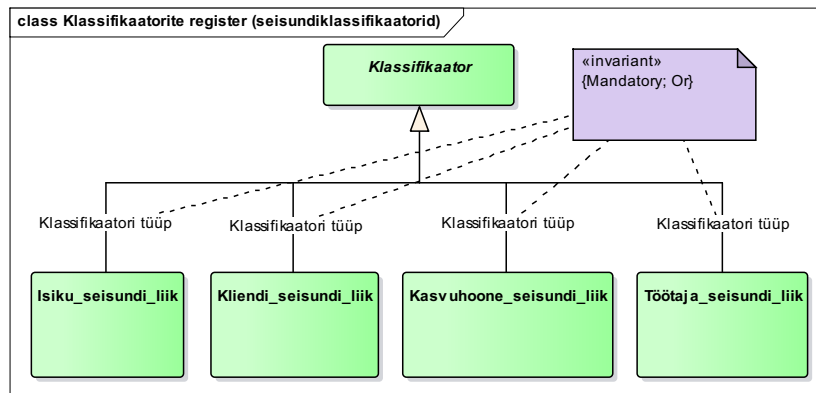 class Klassifikaatorite register (seisundiklassifikaatorid)
Klassifikaator
«invariant»
{Mandatory; Or}
Klassifikaatori tüüp
Klassifikaatori tüüp
Klassifikaatori tüüp
Klassifikaatori tüüp
Isiku_seisundi_liik
Kliendi_seisundi_liik
Kasvuhoone_seisundi_liik
Töötaja_seisundi_liik